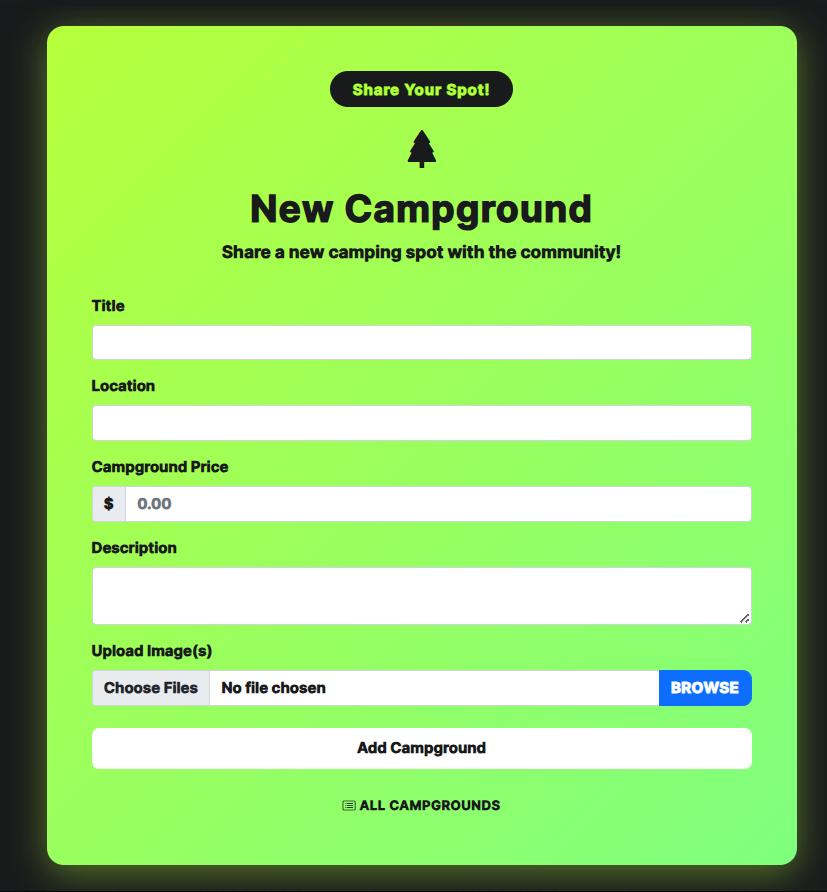 Share Your Spot!
New Campground
Share a new camping spot with the community!
Title
Location
Campground Price
$ 0.00
Description
Upload Image(s)
Choose Files No file chosen BROWSE
Add Campground
ALL CAMPGROUNDS